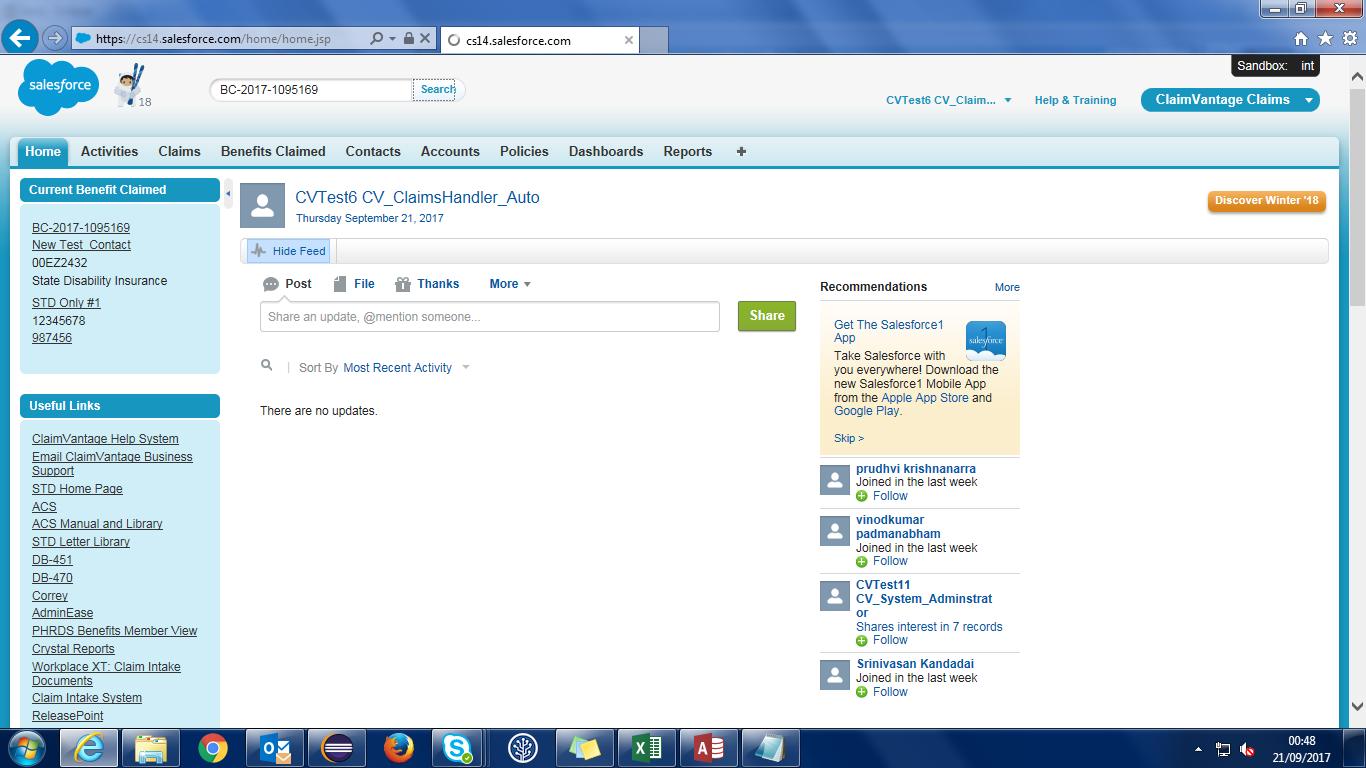 https://cs14.salesforce.com/home/home.jsp
cs14.salesforce.com
Sandbox: int
salesforce
18
BC-2017-1095169
Search
CVTest6 CV_Claim...
Help & Training
ClaimVantage Claims
Home
Activities
Claims
Benefits Claimed
Contacts
Accounts
Policies
Dashboards
Reports
Current Benefit Claimed
BC-2017-1095169
New Test_Contact
00EZ2432
State Disability Insurance
STD Only #1
12345678
987456
Useful Links
ClaimVantage Help System
Email ClaimVantage Business
Support
STD Home Page
ACS
ACS Manual and Library
STD Letter Library
DB-451
DB-470
Correy
AdminEase
PHRDS Benefits Member View
Crystal Reports
Workplace XT: Claim Intake
Documents
Claim Intake System
ReleasePoint
CVTest6 CV_ClaimsHandler_Auto
Thursday September 21, 2017
Discover Winter '18
Hide Feed
Post
File
Thanks
More
Share an update, @mention someone...
Share
Sort By Most Recent Activity
There are no updates.
Recommendations
More
Get The Salesforce1
App
1
salesforce
Take Salesforce with
you everywhere! Download the
new Salesforce1 Mobile App
from the Apple App Store and
Google Play.
Skip >
prudhvi krishnanarra
Joined in the last week
Follow
vinodkumar
padmanabham
Joined in the last week
Follow
CVTest11
CV_System_Adminstrat
or
Shares interest in 7 records
Follow
Srinivasan Kandadai
Joined in the last week
Follow
00:48
21/09/2017